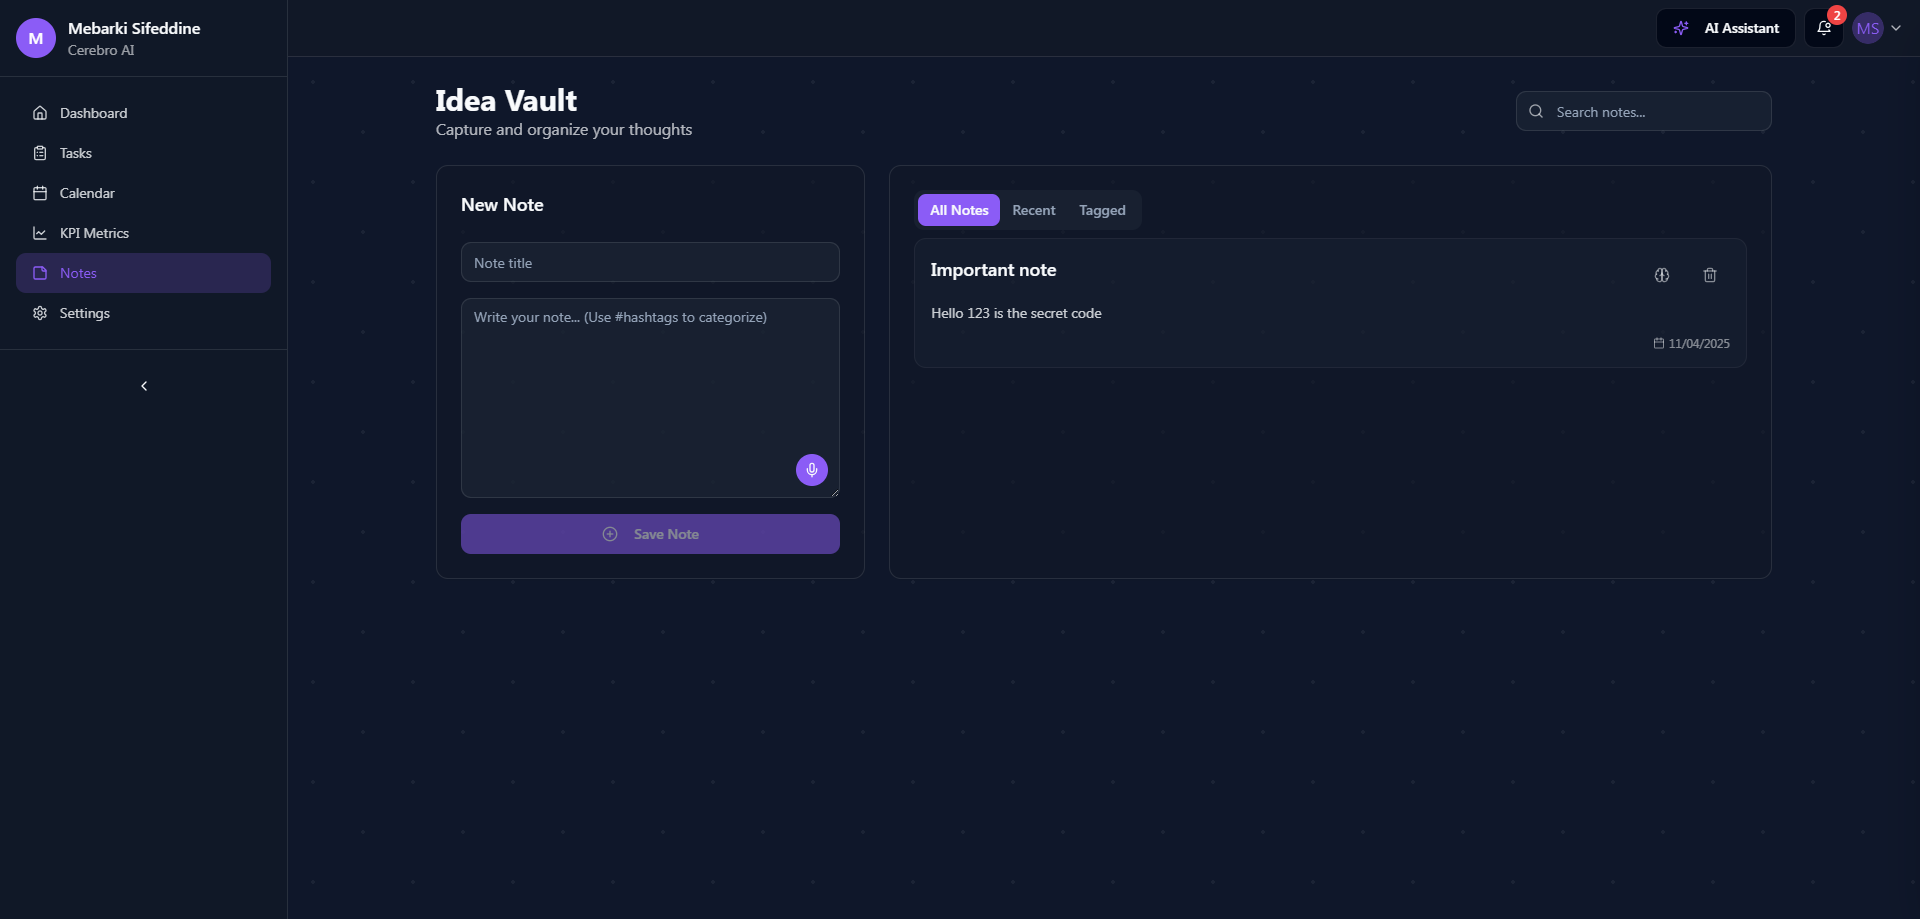 M
Mebarki Sifeddine
Cerebro AI
Dashboard
Tasks
Calendar
KPI Metrics
Notes
Settings
AI Assistant
2
MS
Idea Vault
Capture and organize your thoughts
Search notes...
New Note
Note title
Write your note... (Use #hashtags to categorize)
Save Note
All Notes Recent Tagged
Important note
Hello 123 is the secret code
11/04/2025